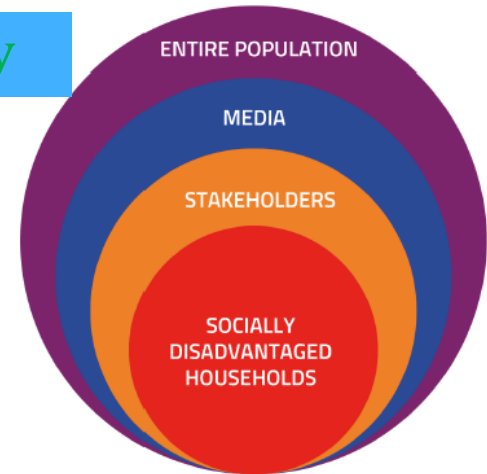 ENTIRE POPULATION
MEDIA
STAKEHOLDERS
SOCIALLY
DISADVANTAGED
HOUSEHOLDS